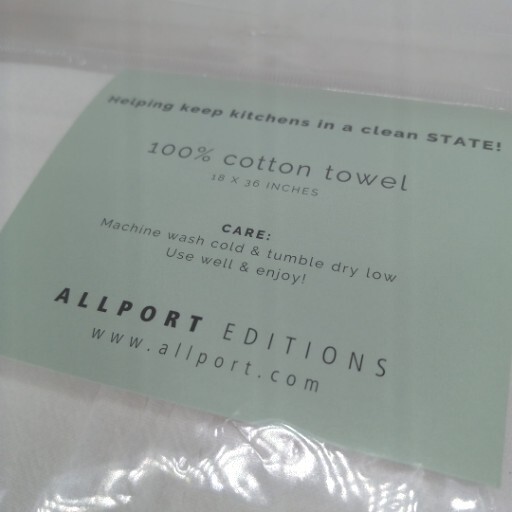 Helping keep kitchens in a clean STATE!
100% cotton towel
18 X 36 INCHES
CARE:
Machine wash cold & tumble dry low
Use well & enjoy!
ALLPORT EDITIONS
www.allport.com